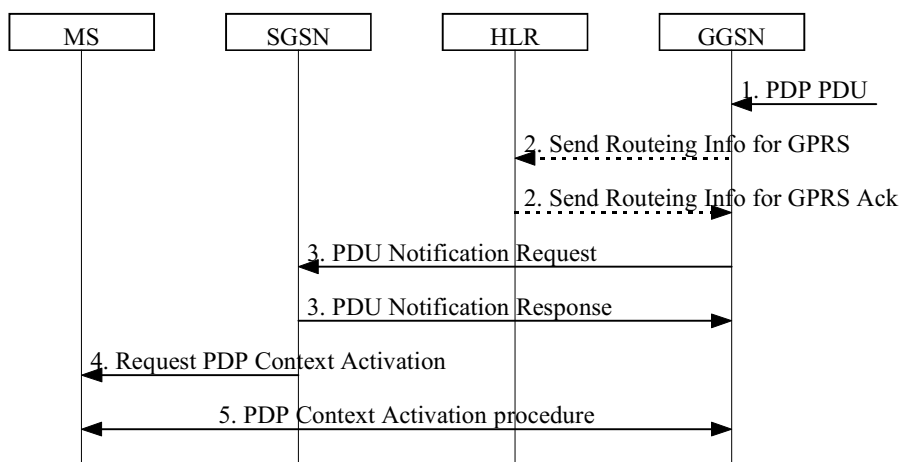 MS SGSN HLR GGSN
1. PDP PDU
2. Send Routeing Info for GPRS
2. Send Routeing Info for GPRS Ack
3. PDU Notification Request
3. PDU Notification Response
4. Request PDP Context Activation
5. PDP Context Activation procedure